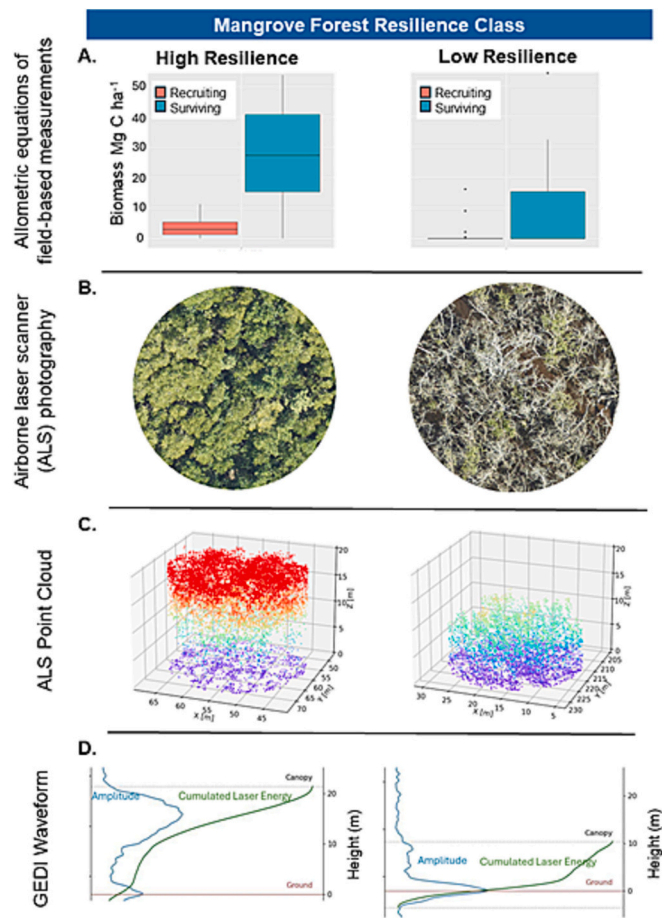 Mangrove Forest Resilience Class
A.
High Resilience
Low Resilience
Allometric equations of
field-based measurements
Biomass Mg C ha⁻¹
50
40
30
20
10
0
Recruiting
Surviving
Recruiting
Surviving
B.
Airborne laser scanner
(ALS) photography
C.
ALS Point Cloud
20
15
10
5
0
Z [m]
65
60
55
50
45
X [m]
50
55
60
65
70
Y [m]
20
15
10
5
0
Z [m]
30
25
20
15
10
5
X [m]
205
210
215
220
225
230
Y [m]
D.
GEDI Waveform
Amplitude
Cumulated Laser Energy
Canopy
Ground
20
10
0
Height (m)
Amplitude
Cumulated Laser Energy
Canopy
Ground
20
10
0
Height (m)